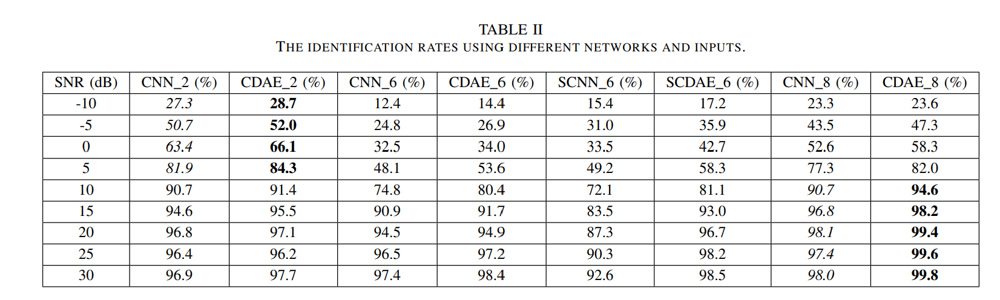 TABLE II
THE IDENTIFICATION RATES USING DIFFERENT NETWORKS AND INPUTS.
SNR (dB) CNN_2 (%) CDAE_2 (%) CNN_6 (%) CDAE_6 (%) SCNN_6 (%) SCDAE_6 (%) CNN_8 (%) CDAE_8 (%)
-10 27.3 28.7 12.4 14.4 15.4 17.2 23.3 23.6
-5 50.7 52.0 24.8 26.9 31.0 35.9 43.5 47.3
0 63.4 66.1 32.5 34.0 33.5 42.7 52.6 58.3
5 81.9 84.3 48.1 53.6 49.2 58.3 77.3 82.0
10 90.7 91.4 74.8 80.4 72.1 81.1 90.7 94.6
15 94.6 95.5 90.9 91.7 83.5 93.0 96.8 98.2
20 96.8 97.1 94.5 94.9 87.3 96.7 98.1 99.4
25 96.4 96.2 96.5 97.2 90.3 98.2 97.4 99.6
30 96.9 97.7 97.4 98.4 92.6 98.5 98.0 99.8